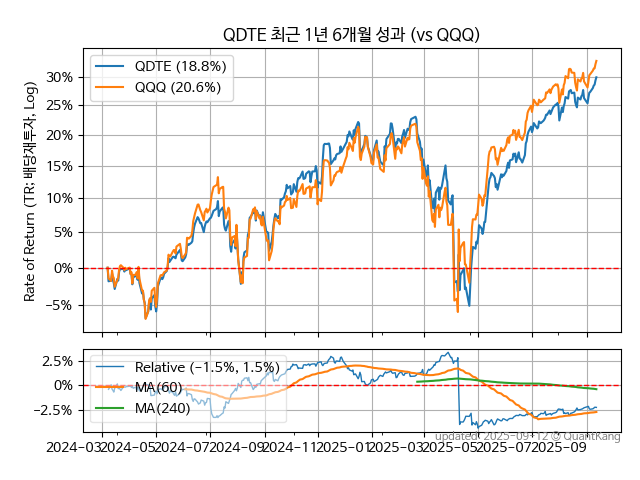 QDTE 최근 1년 6개월 성과 (vs QQQ)
Rate of Return (TR: 배당재투자, Log)
30%
25%
20%
15%
10%
5%
0%
−5%
QDTE (18.8%)
QQQ (20.6%)
2.5%
0%
−2.5%
Relative (−1.5%, 1.5%)
MA(60)
MA(240)
2024−03
2024−05
2024−07
2024−09
2024−11
2025−01
2025−03
2025−05
2025−07
2025−09
updated: 2025−09−12 © QuantKang